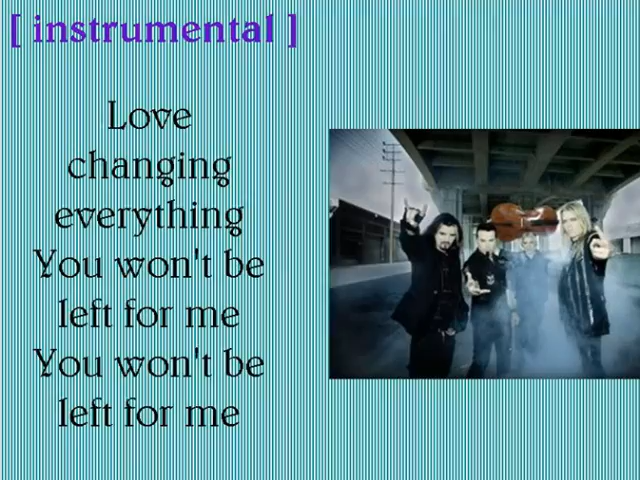 [ instrumental ]
Love
changing
everything
You won't be
left for me
You won't be
left for me